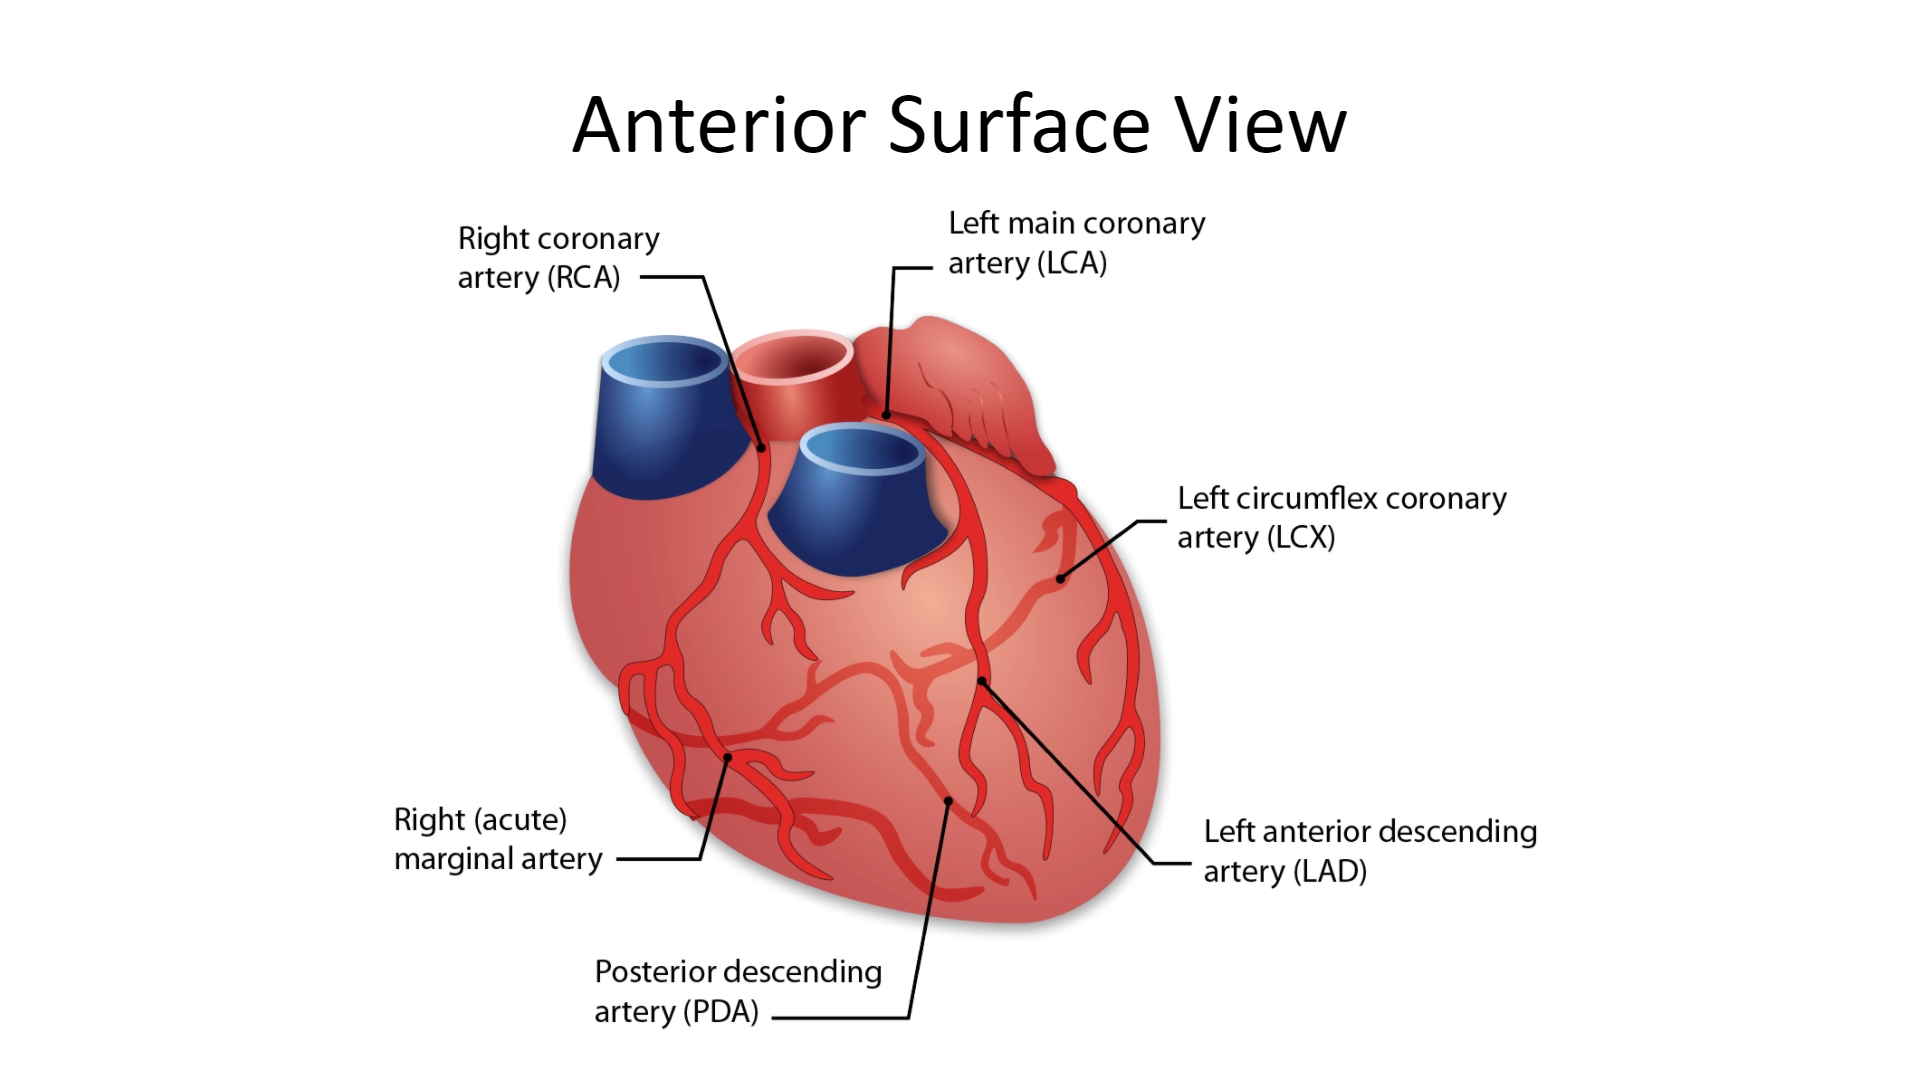 Anterior Surface View
Right coronary
artery (RCA)
Left main coronary
artery (LCA)
Left circumflex coronary
artery (LCX)
Right (acute)
marginal artery
Left anterior descending
artery (LAD)
Posterior descending
artery (PDA)